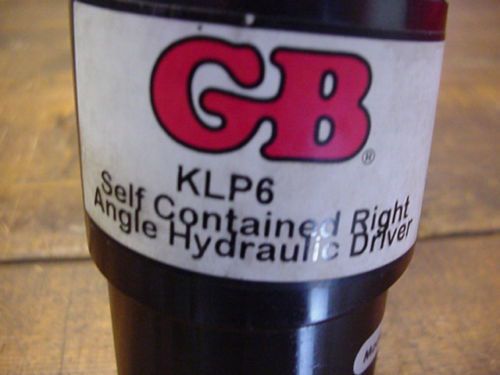 GB®
KLP6
Self Contained Right
Angle Hydraulic Driver